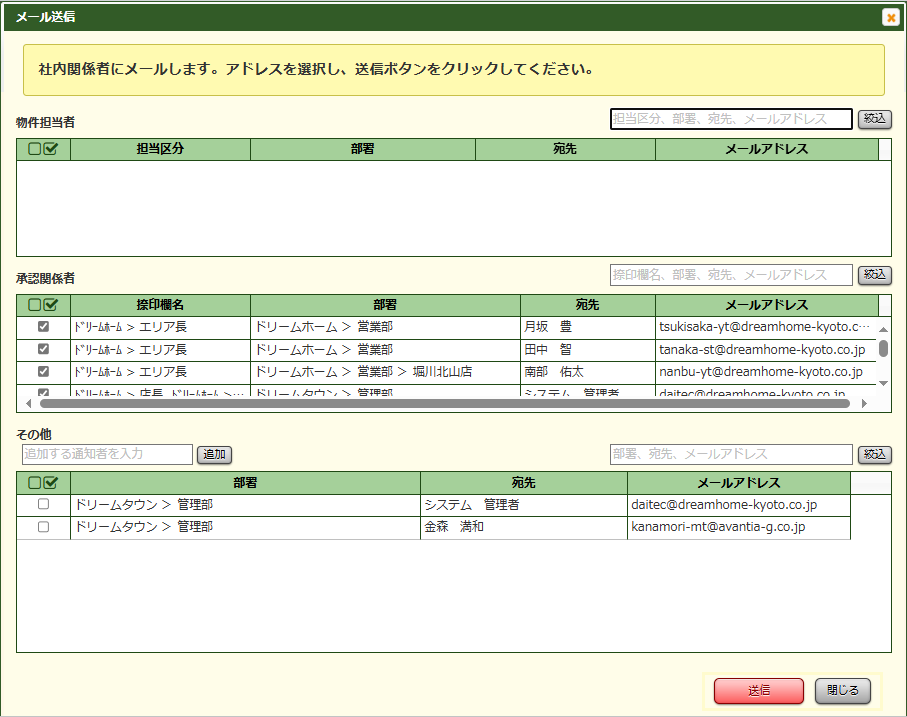 メール送信
社内関係者にメールします。アドレスを選択し、送信ボタンをクリックしてください。
物件担当者
担当区分、部署、宛先、メールアドレス 絞込
担当区分 部署 宛先 メールアドレス
承認関係者
捺印欄名、部署、宛先、メールアドレス 絞込
捺印欄名 部署 宛先 メールアドレス
ﾄﾞﾘｰﾑﾎｰﾑ > エリア長 ドリームホーム > 営業部 月坂 豊 tsukisaka-yt@dreamhome-kyoto.c…
ﾄﾞﾘｰﾑﾎｰﾑ > エリア長 ドリームホーム > 営業部 田中 智 tanaka-st@dreamhome-kyoto.co.jp
ﾄﾞﾘｰﾑﾎｰﾑ > エリア長 ドリームホーム > 営業部 > 堀川北山店 南部 佑太 nanbu-yt@dreamhome-kyoto.co.jp
ﾄﾞﾘｰﾑﾎｰﾑ > 店長, ﾄﾞﾘｰﾑﾎｰﾑ >… ドリームタウン > 管理部 システム 管理者 daitec@dreamhome-kyoto.co.jp
その他
追加する通知者を入力 追加 部署、宛先、メールアドレス 絞込
部署 宛先 メールアドレス
ドリームタウン > 管理部 システム 管理者 daitec@dreamhome-kyoto.co.jp
ドリームタウン > 管理部 金森 満和 kanamori-mt@avantia-g.co.jp
送信 閉じる